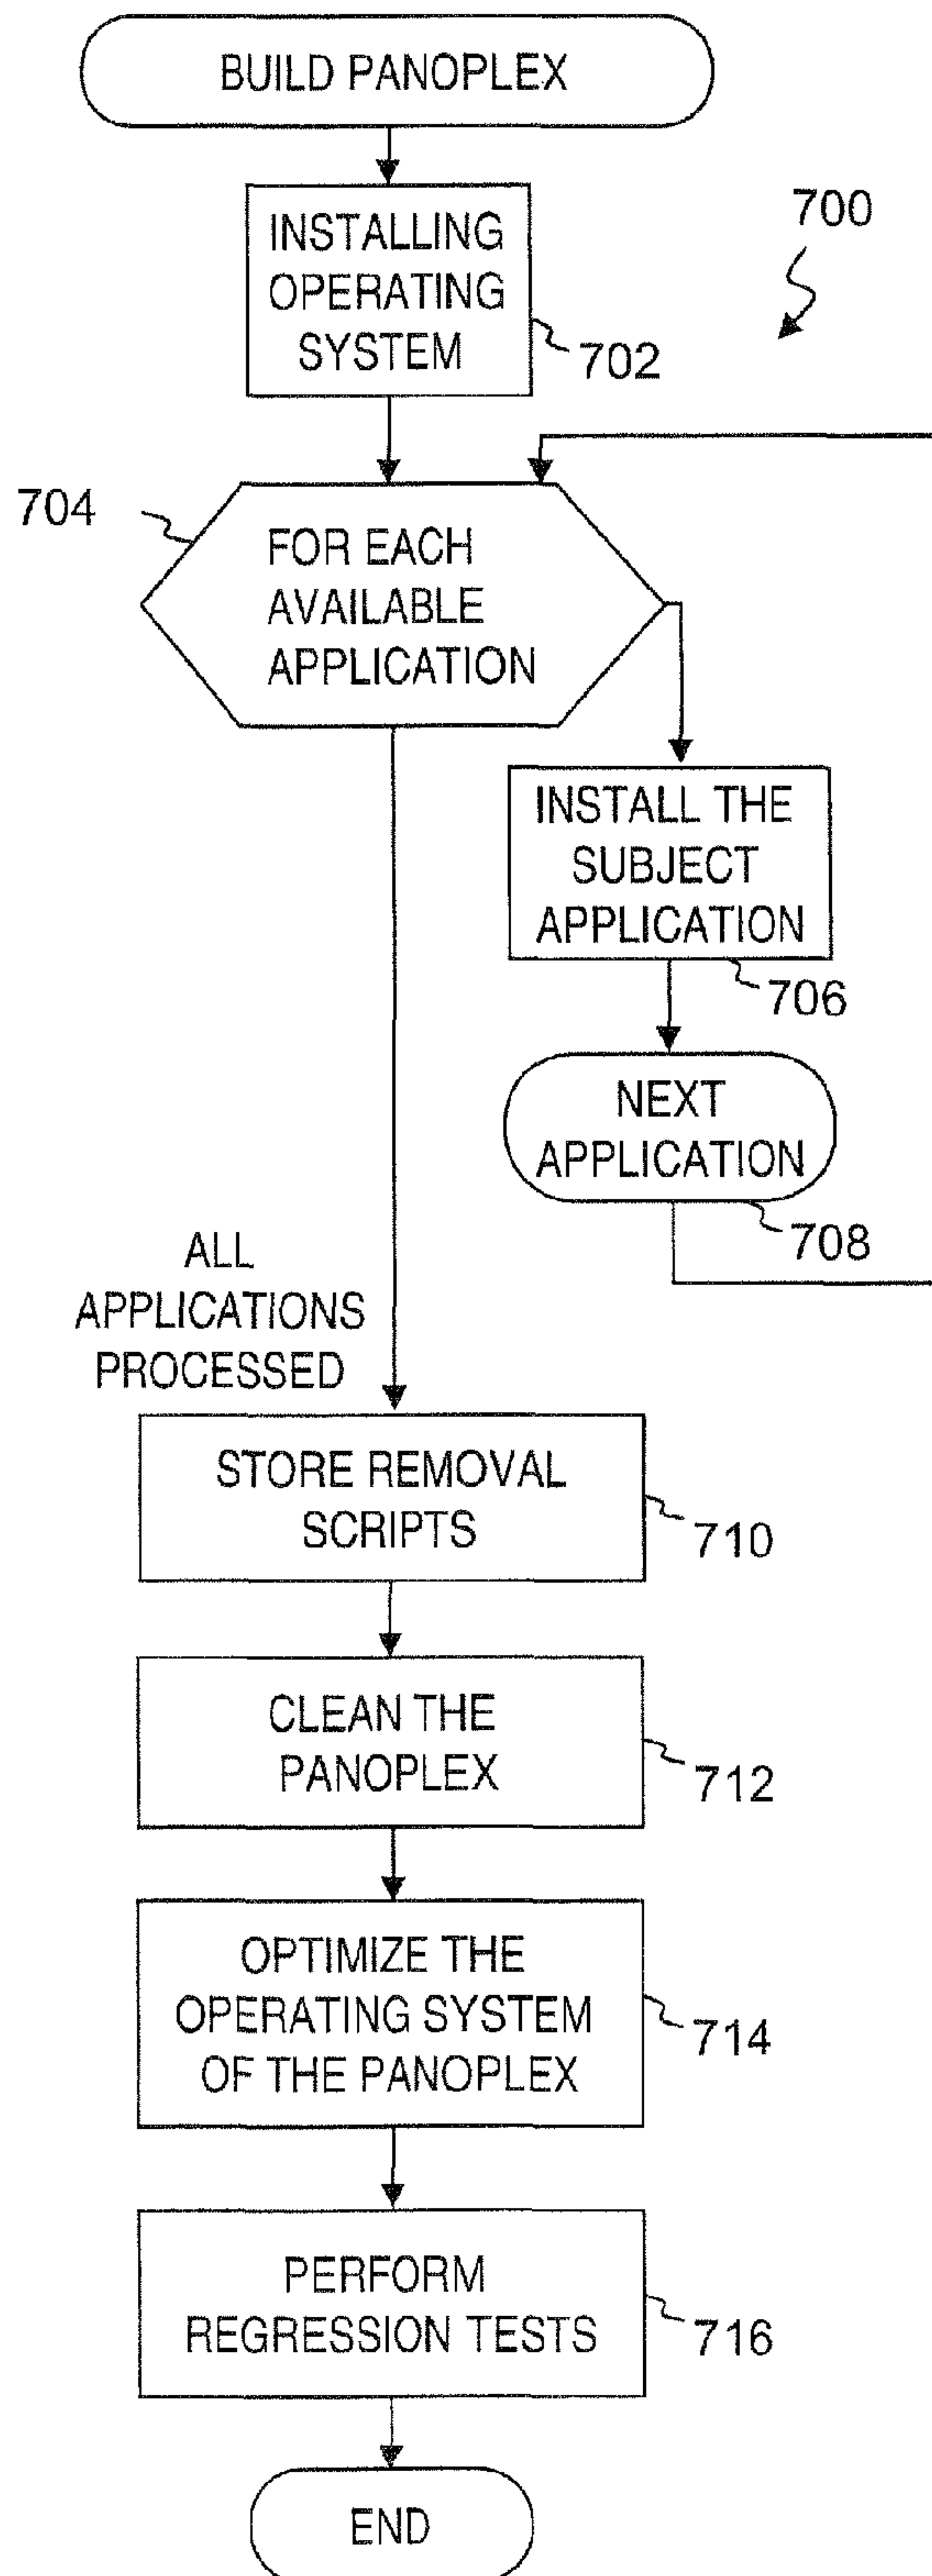 BUILD PANOPLEX
INSTALLING
OPERATING
SYSTEM
700
702
704
FOR EACH
AVAILABLE
APPLICATION
INSTALL THE
SUBJECT
APPLICATION
706
NEXT
APPLICATION
708
ALL
APPLICATIONS
PROCESSED
STORE REMOVAL
SCRIPTS
710
CLEAN THE
PANOPLEX
712
OPTIMIZE THE
OPERATING SYSTEM
OF THE PANOPLEX
714
PERFORM
REGRESSION TESTS
716
END